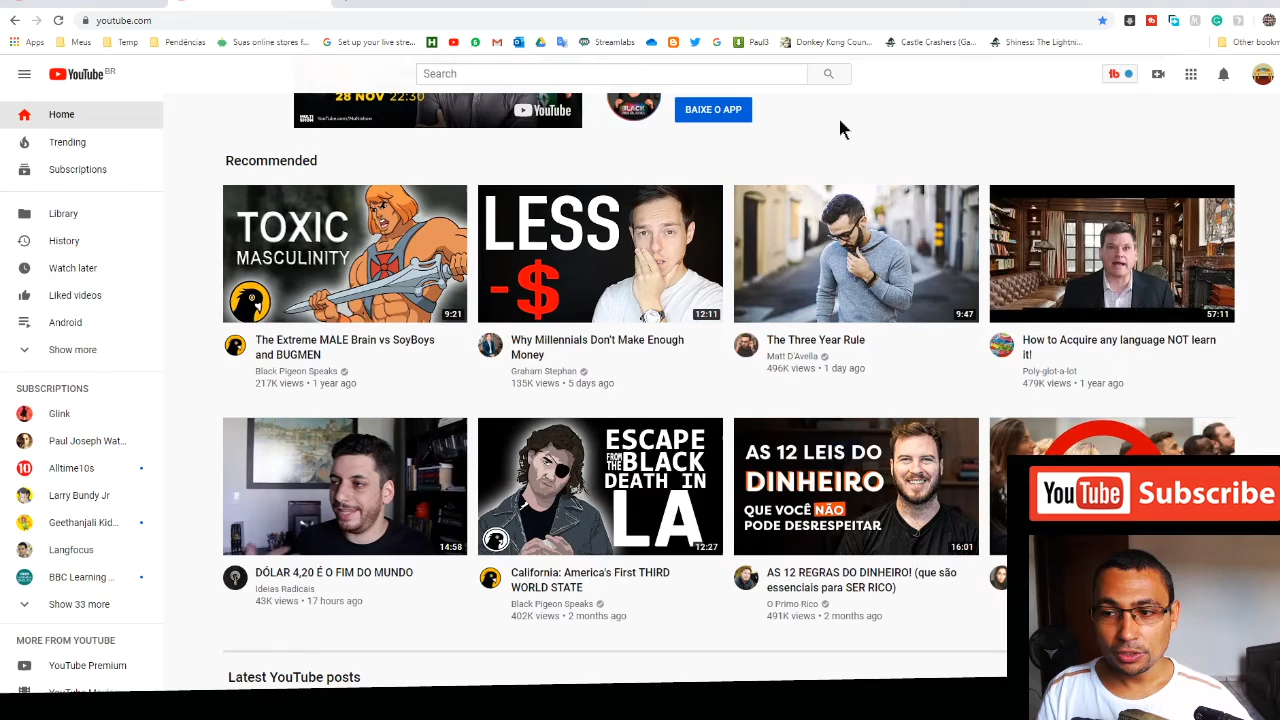 youtube.com
Apps Meus Temp Pendências Suas online stores f... Set up your live stre... Streamlabs Paul3 Donkey Kong Coun... Castle Crashers (Ga... Shiness: The Lightni... Other bookm
YouTube BR
Search
28 NOV 22:30
YouTube
YouTube.com/Multishow
BAIXE O APP
Home
Trending
Subscriptions
Library
History
Watch later
Liked videos
Android
Show more
SUBSCRIPTIONS
Glink
Paul Joseph Wat...
Alltime10s
Larry Bundy Jr
Geethanjali Kid...
Langfocus
BBC Learning ...
Show 33 more
MORE FROM YOUTUBE
YouTube Premium
Recommended
TOXIC
MASCULINITY
9:21
The Extreme MALE Brain vs SoyBoys
and BUGMEN
Black Pigeon Speaks
217K views • 1 year ago
LESS
-$
12:11
Why Millennials Don't Make Enough
Money
Graham Stephan
135K views • 5 days ago
9:47
The Three Year Rule
Matt D'Avella
496K views • 1 day ago
57:11
How to Acquire any language NOT learn
it!
Poly-glot-a-lot
479K views • 1 year ago
14:58
DÓLAR 4,20 É O FIM DO MUNDO
Ideias Radicais
43K views • 17 hours ago
ESCAPE
FROM THE BLACK
DEATH IN
LA
12:27
California: America's First THIRD
WORLD STATE
Black Pigeon Speaks
402K views • 2 months ago
AS 12 LEIS DO
DINHEIRO
QUE VOCÊ NÃO
PODE DESRESPEITAR
16:01
AS 12 REGRAS DO DINHEIRO! (que são
essenciais para SER RICO)
O Primo Rico
491K views • 2 months ago
YouTube Subscribe
Latest YouTube posts